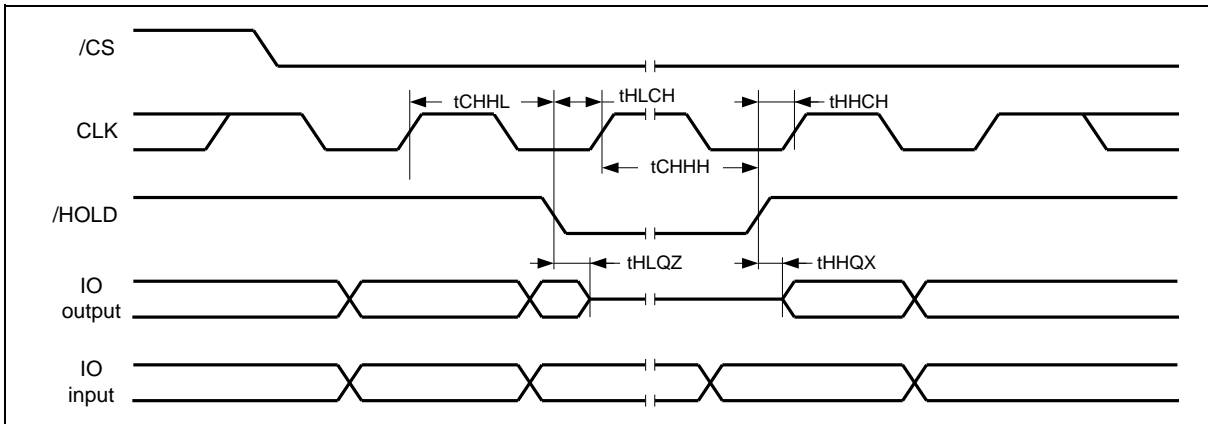 /CS
tCHHL
tHLCH
tHHCH
CLK
tCHHH
/HOLD
tHLQZ
tHHQX
IO
output
IO
input